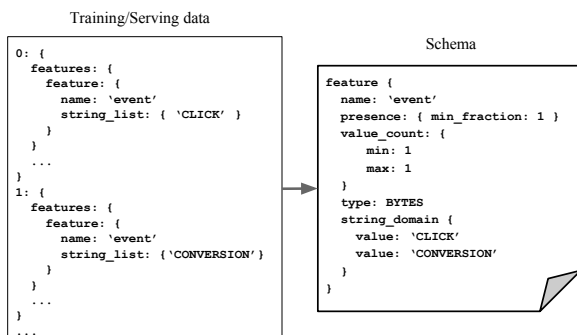 Training/Serving data
0: {
features: {
feature: {
name: ‘event’
string_list: { ‘CLICK’ }
}
}
...
}
1: {
features: {
feature: {
name: ‘event’
string_list: {‘CONVERSION’}
}
}
...
}
...
Schema
feature {
name: ‘event’
presence: { min_fraction: 1 }
value_count: {
min: 1
max: 1
}
type: BYTES
string_domain {
value: ‘CLICK’
value: ‘CONVERSION’
}
}